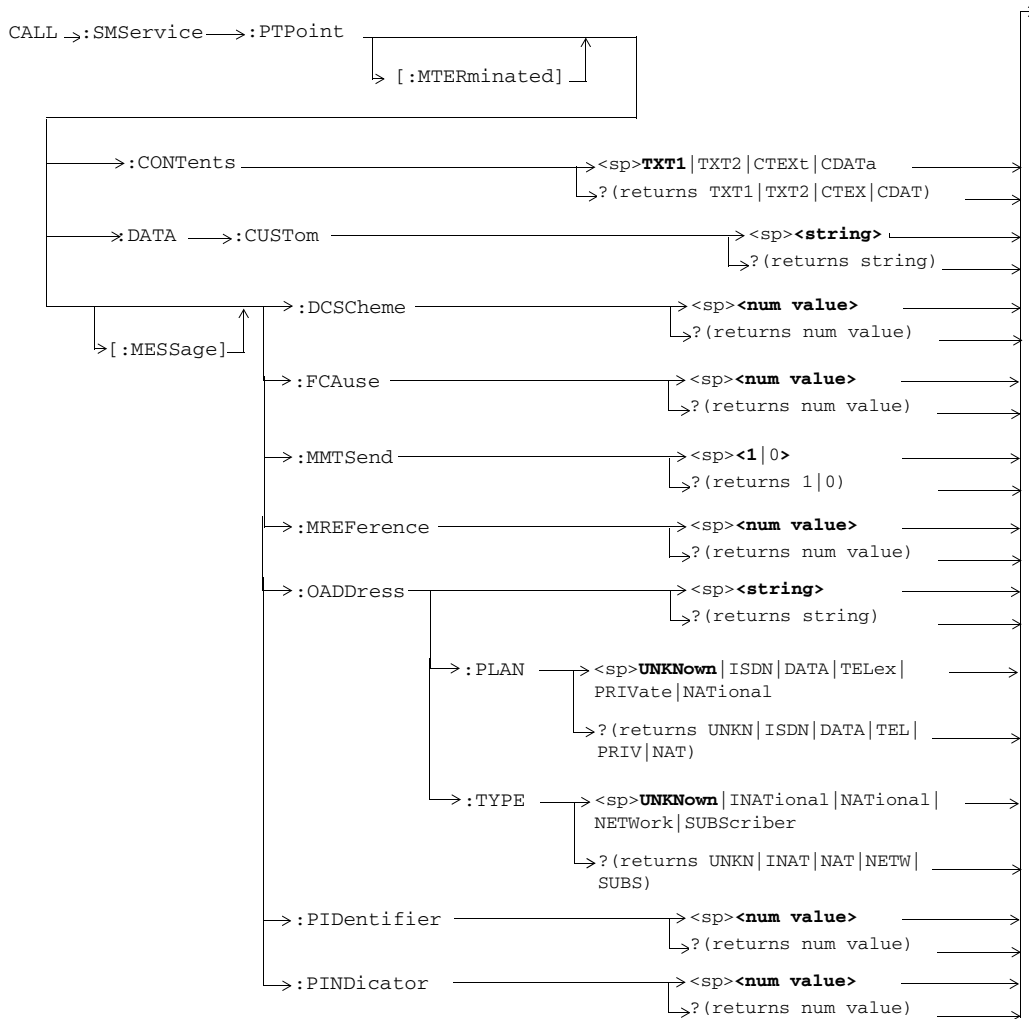 CALL :SMService :PTPoint
[:MTERminated]
:CONTents <sp>TXT1|TXT2|CTEXt|CDATa
?(returns TXT1|TXT2|CTEX|CDAT)
:DATA :CUSTom <sp><string>
?(returns string)
:DCSCheme <sp><num value>
?(returns num value)
[:MESSage]
:FCAuse <sp><num value>
?(returns num value)
:MMTSend <sp><1|0>
?(returns 1|0)
:MREFerence <sp><num value>
?(returns num value)
:OADDress <sp><string>
?(returns string)
:PLAN <sp>UNKNown|ISDN|DATA|TELex|
PRIVate|NATional
?(returns UNKN|ISDN|DATA|TEL|
PRIV|NAT)
:TYPE <sp>UNKNown|INATional|NATional|
NETWork|SUBScriber
?(returns UNKN|INAT|NAT|NETW|
SUBS)
:PIDentifier <sp><num value>
?(returns num value)
:PINDicator <sp><num value>
?(returns num value)